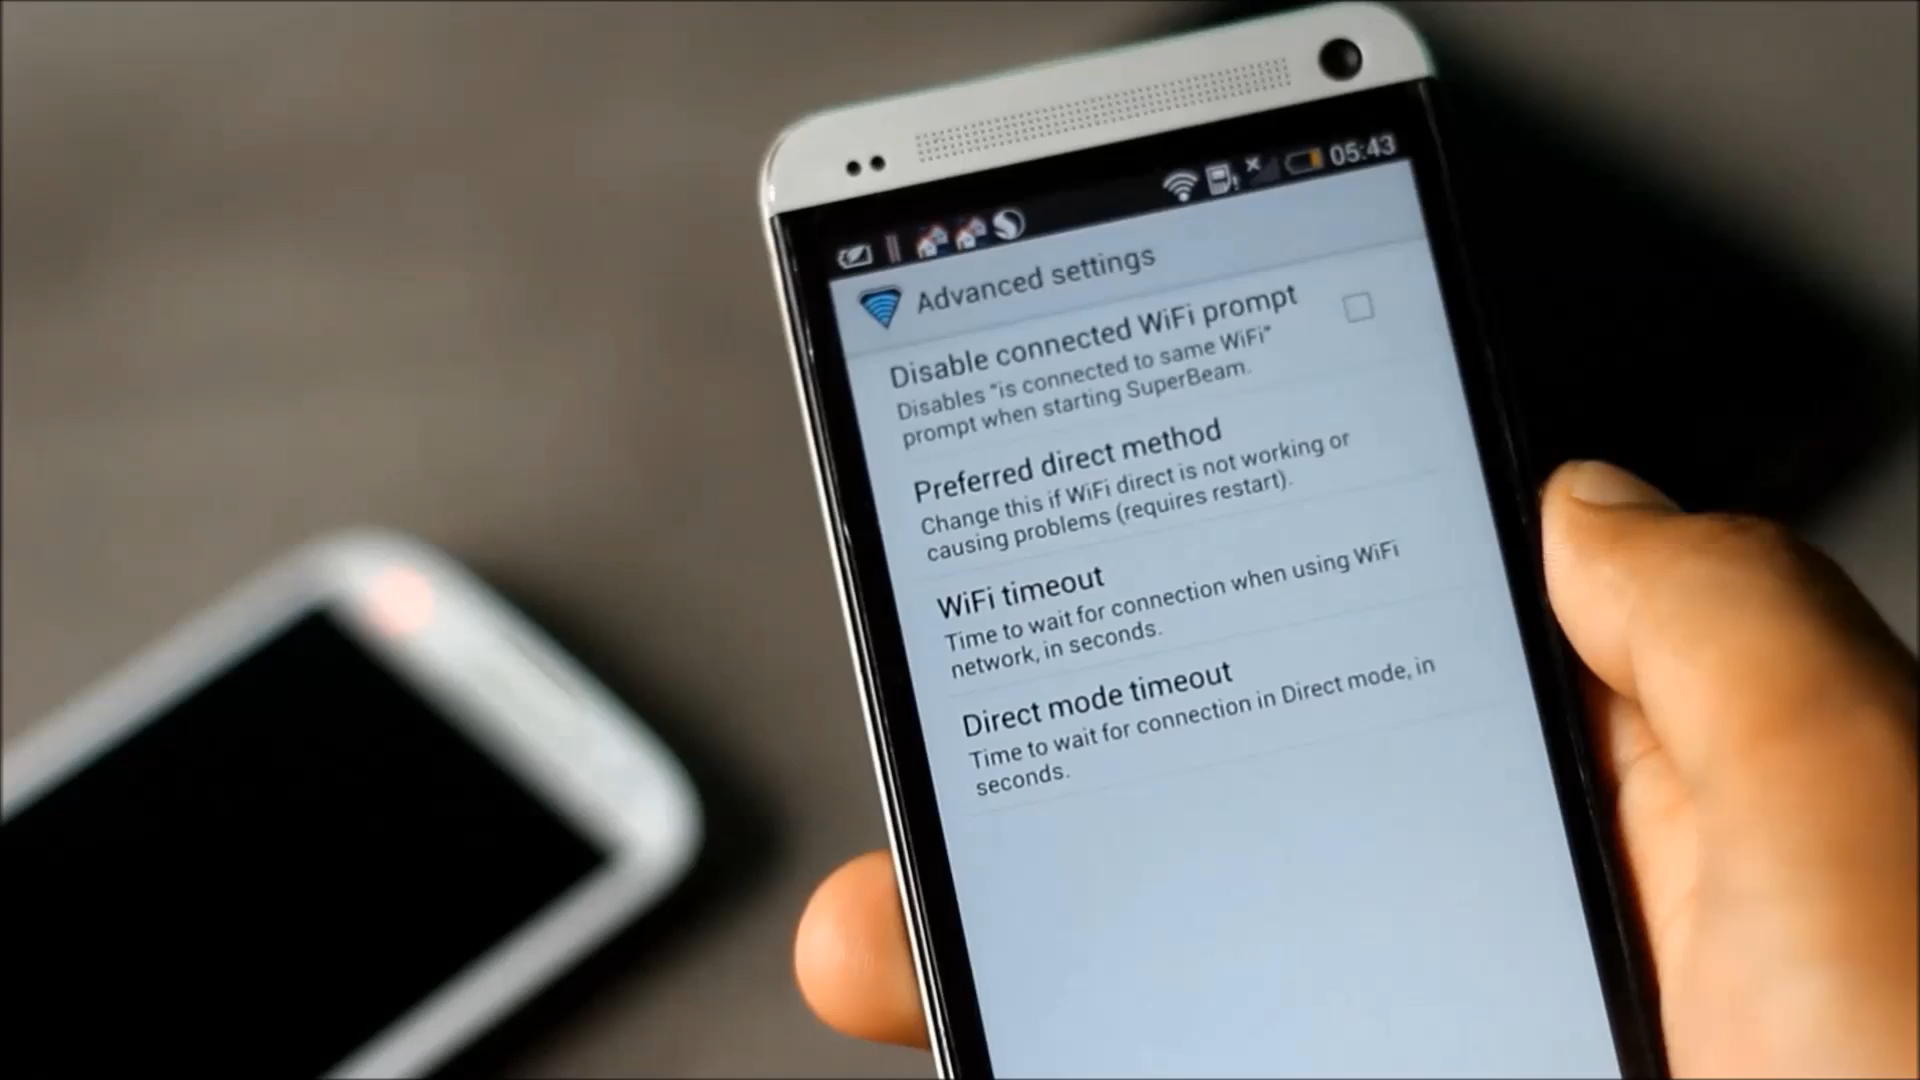 05:43
Advanced settings
Disable connected WiFi prompt
Disables "is connected to same WiFi"
prompt when starting SuperBeam.
Preferred direct method
Change this if WiFi direct is not working or
causing problems (requires restart).
WiFi timeout
Time to wait for connection when using WiFi
network, in seconds.
Direct mode timeout
Time to wait for connection in Direct mode, in
seconds.